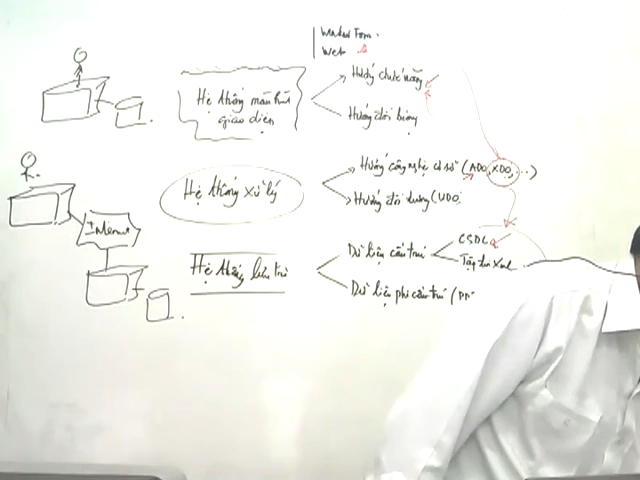 Window Form.
Web
Hướng chức năng
Hệ thống màn hình
giao diện
Hướng đối tượng
Hướng công nghệ cơ sở (ADO, XDO, ...)
Hệ thống xử lý
Hướng đối tượng (UDO
Internet
CSDL
Dữ liệu cấu trúc
Tập tin Xml
Hệ thống lưu trữ
Dữ liệu phi cấu trúc